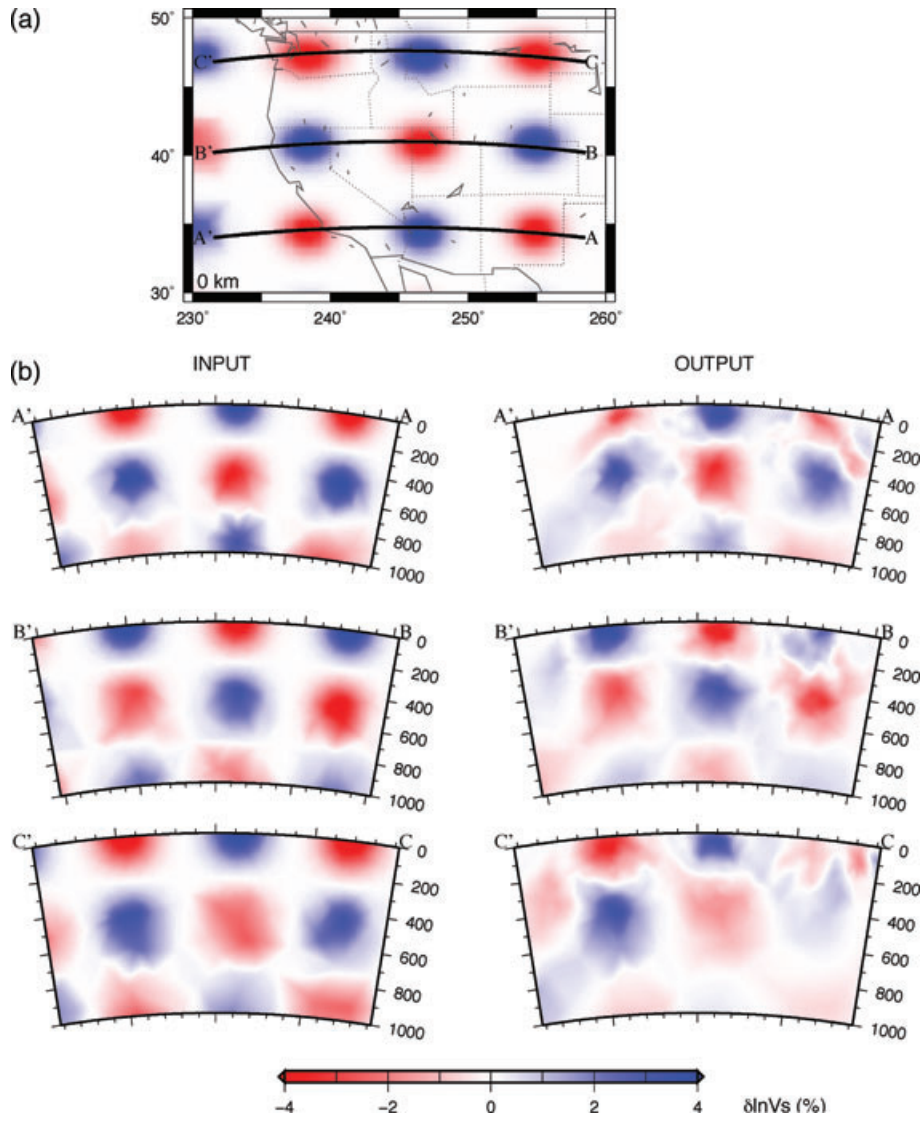 (a)
50°
40°
30°
C' C
B' B
A' A
0 km
230° 240° 250° 260°
(b)
INPUT OUTPUT
A' A 0 200 400 600 800 1000
A' A 0 200 400 600 800 1000
B' B 0 200 400 600 800 1000
B' B 0 200 400 600 800 1000
C' C 0 200 400 600 800 1000
C' C 0 200 400 600 800 1000
−4 −2 0 2 4 δlnVs (%)